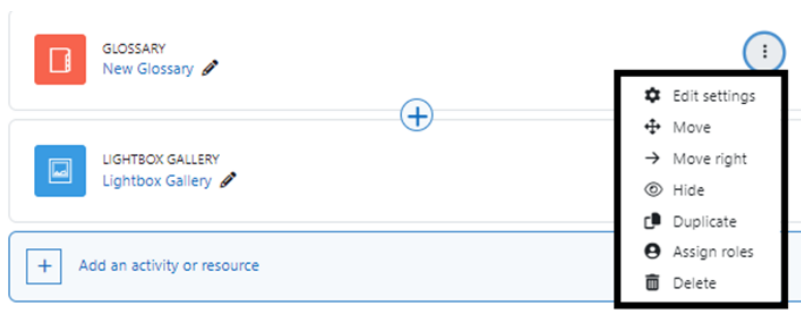 GLOSSARY
New Glossary
Edit settings
Move
Move right
Hide
Duplicate
Assign roles
Delete
LIGHTBOX GALLERY
Lightbox Gallery
Add an activity or resource